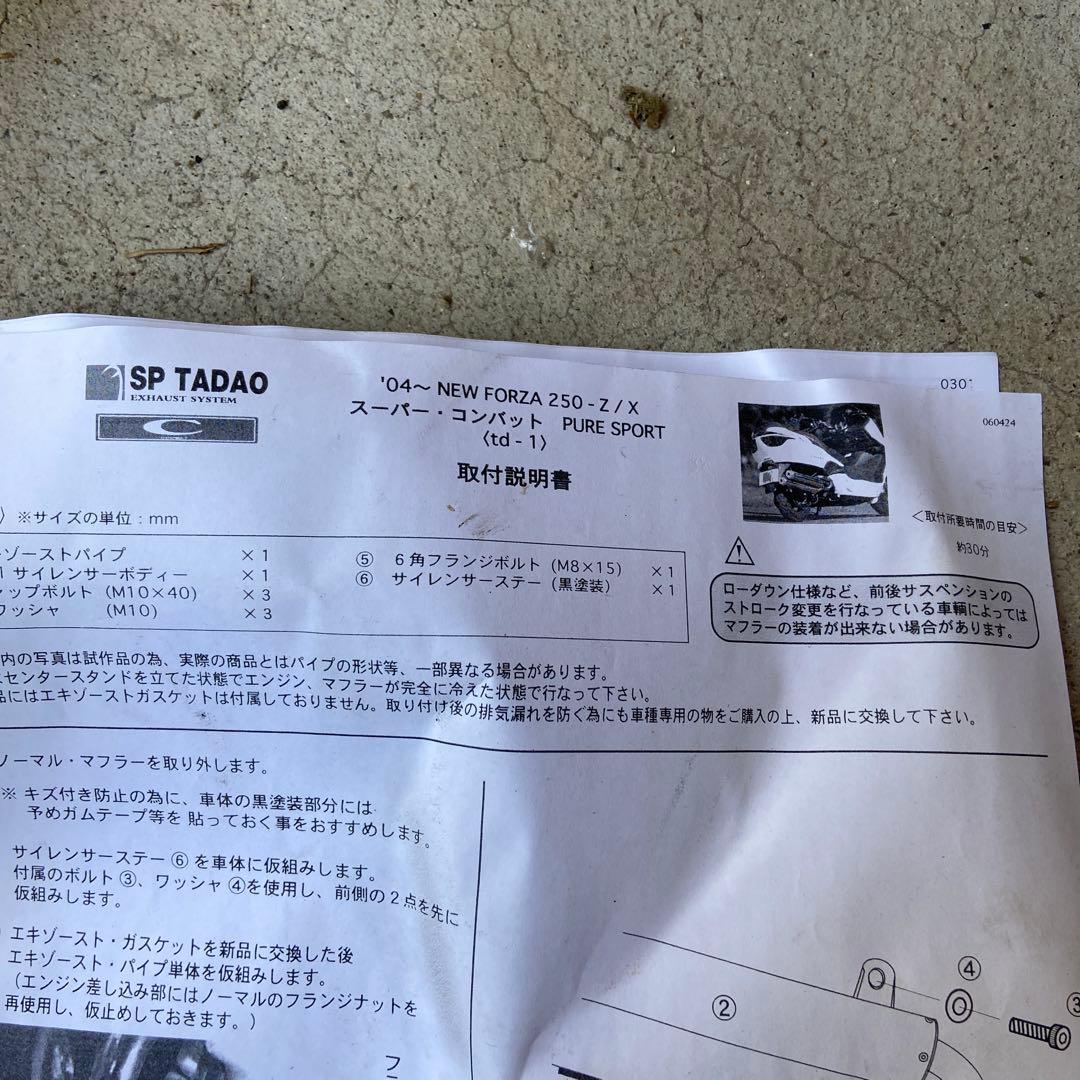 0301
SP TADAO
EXHAUST SYSTEM
C
'04～ NEW FORZA 250 - Z / X
スーパー・コンバット PURE SPORT
〈td - 1〉
取付説明書
060424
＜取付所要時間の目安＞
約30分
〉※サイズの単位 : mm
ゾーストパイプ ×1
1 サイレンサーボディー ×1
ャップボルト (M10×40) ×3
ワッシャ (M10) ×3
⑤ 6角フランジボルト (M8×15) ×1
⑥ サイレンサーステー (黒塗装) ×1
ローダウン仕様など、前後サスペンションの
ストローク変更を行なっている車輌によっては
マフラーの装着が出来ない場合があります。
内の写真は試作品の為、実際の商品とはパイプの形状等、一部異なる場合があります。
センタースタンドを立てた状態でエンジン、マフラーが完全に冷えた状態で行なって下さい。
品にはエキゾーストガスケットは付属しておりません。取り付け後の排気漏れを防ぐ為にも車種専用の物をご購入の上、新品に交換して下さい。
ノーマル・マフラーを取り外します。
※ キズ付き防止の為に、車体の黒塗装部分には
予めガムテープ等を 貼っておく事をおすすめします。
サイレンサーステー ⑥ を車体に仮組みします。
付属のボルト ③、ワッシャ ④を使用し、前側の 2 点を先に
仮組みします。
エキゾースト・ガスケットを新品に交換した後
エキゾースト・パイプ単体を仮組みします。
(エンジン差し込み部にはノーマルのフランジナットを
再使用し、仮止めしておきます。)
フ
②
④
③